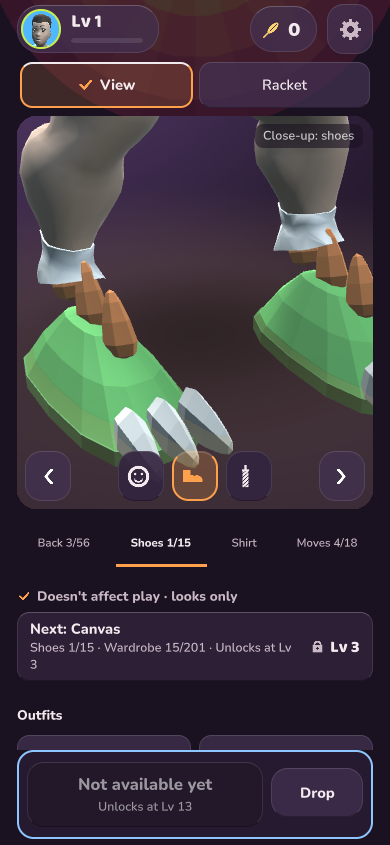 Lv 1
0
View
Racket
Close-up: shoes
Back 3/56
Shoes 1/15
Shirt
Moves 4/18
Doesn't affect play · looks only
Next: Canvas
Shoes 1/15 · Wardrobe 15/201 · Unlocks at Lv
3
Lv 3
Outfits
Not available yet
Unlocks at Lv 13
Drop